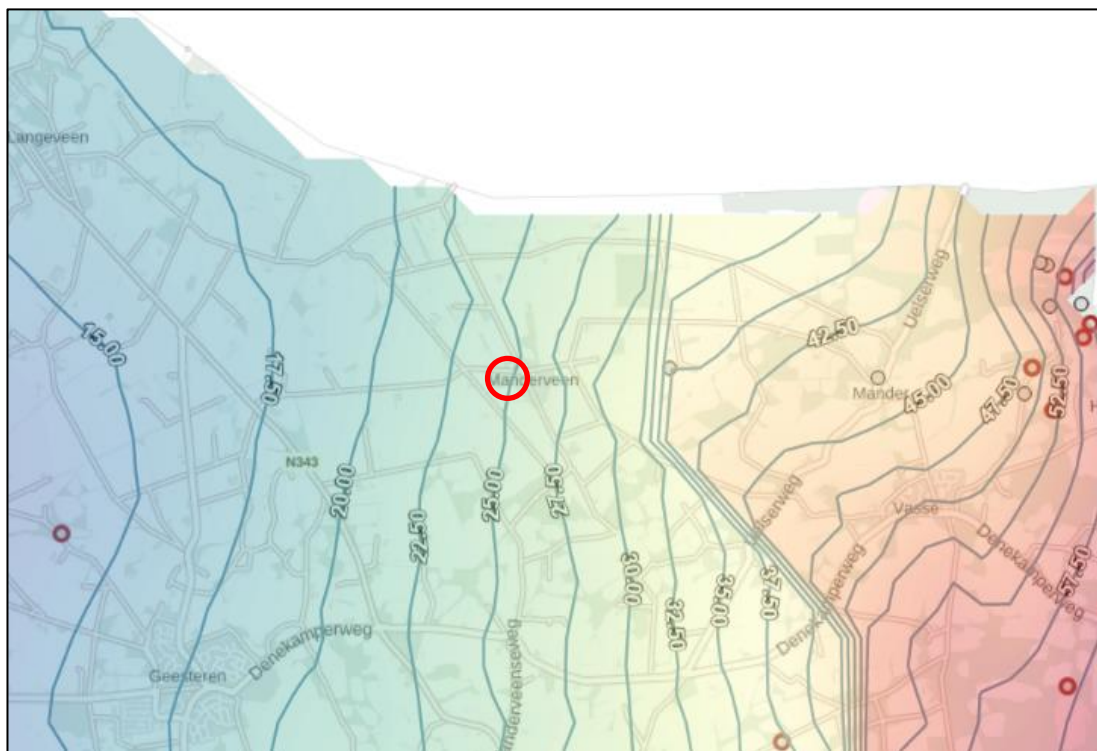 Langeveen
15.00
17.50
42.50
Uelserweg
Manderveen
Mander
45.00
47.50
52.50
H
N343
20.00
22.50
25.00
27.50
Vasse
30.00
32.50
35.00
37.50
Denekamperweg
57.50
Denekamperweg
Denekamperweg
Geesteren